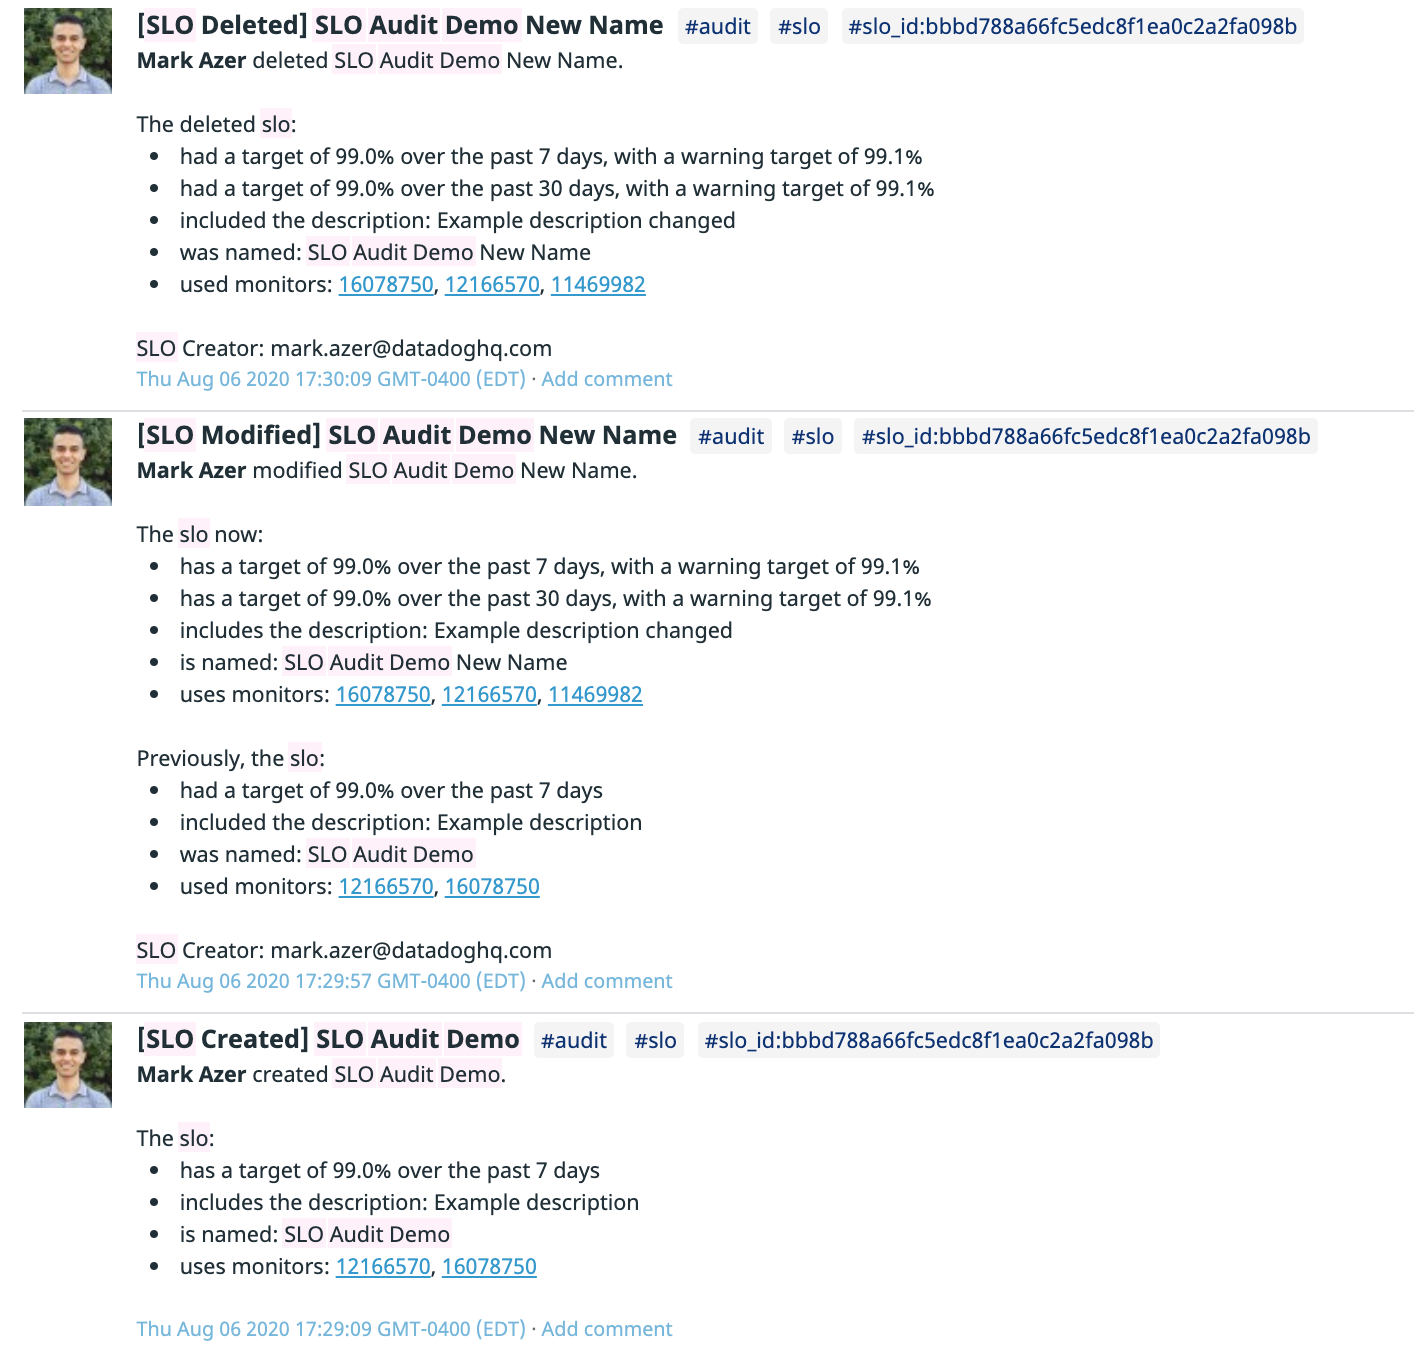 [SLO Deleted] SLO Audit Demo New Name #audit #slo #slo_id:bbbd788a66fc5edc8f1ea0c2a2fa098b
Mark Azer deleted SLO Audit Demo New Name.
The deleted slo:
• had a target of 99.0% over the past 7 days, with a warning target of 99.1%
• had a target of 99.0% over the past 30 days, with a warning target of 99.1%
• included the description: Example description changed
• was named: SLO Audit Demo New Name
• used monitors: 16078750, 12166570, 11469982
SLO Creator: mark.azer@datadoghq.com
Thu Aug 06 2020 17:30:09 GMT-0400 (EDT) · Add comment
[SLO Modified] SLO Audit Demo New Name #audit #slo #slo_id:bbbd788a66fc5edc8f1ea0c2a2fa098b
Mark Azer modified SLO Audit Demo New Name.
The slo now:
• has a target of 99.0% over the past 7 days, with a warning target of 99.1%
• has a target of 99.0% over the past 30 days, with a warning target of 99.1%
• includes the description: Example description changed
• is named: SLO Audit Demo New Name
• uses monitors: 16078750, 12166570, 11469982
Previously, the slo:
• had a target of 99.0% over the past 7 days
• included the description: Example description
• was named: SLO Audit Demo
• used monitors: 12166570, 16078750
SLO Creator: mark.azer@datadoghq.com
Thu Aug 06 2020 17:29:57 GMT-0400 (EDT) · Add comment
[SLO Created] SLO Audit Demo #audit #slo #slo_id:bbbd788a66fc5edc8f1ea0c2a2fa098b
Mark Azer created SLO Audit Demo.
The slo:
• has a target of 99.0% over the past 7 days
• includes the description: Example description
• is named: SLO Audit Demo
• uses monitors: 12166570, 16078750
Thu Aug 06 2020 17:29:09 GMT-0400 (EDT) · Add comment